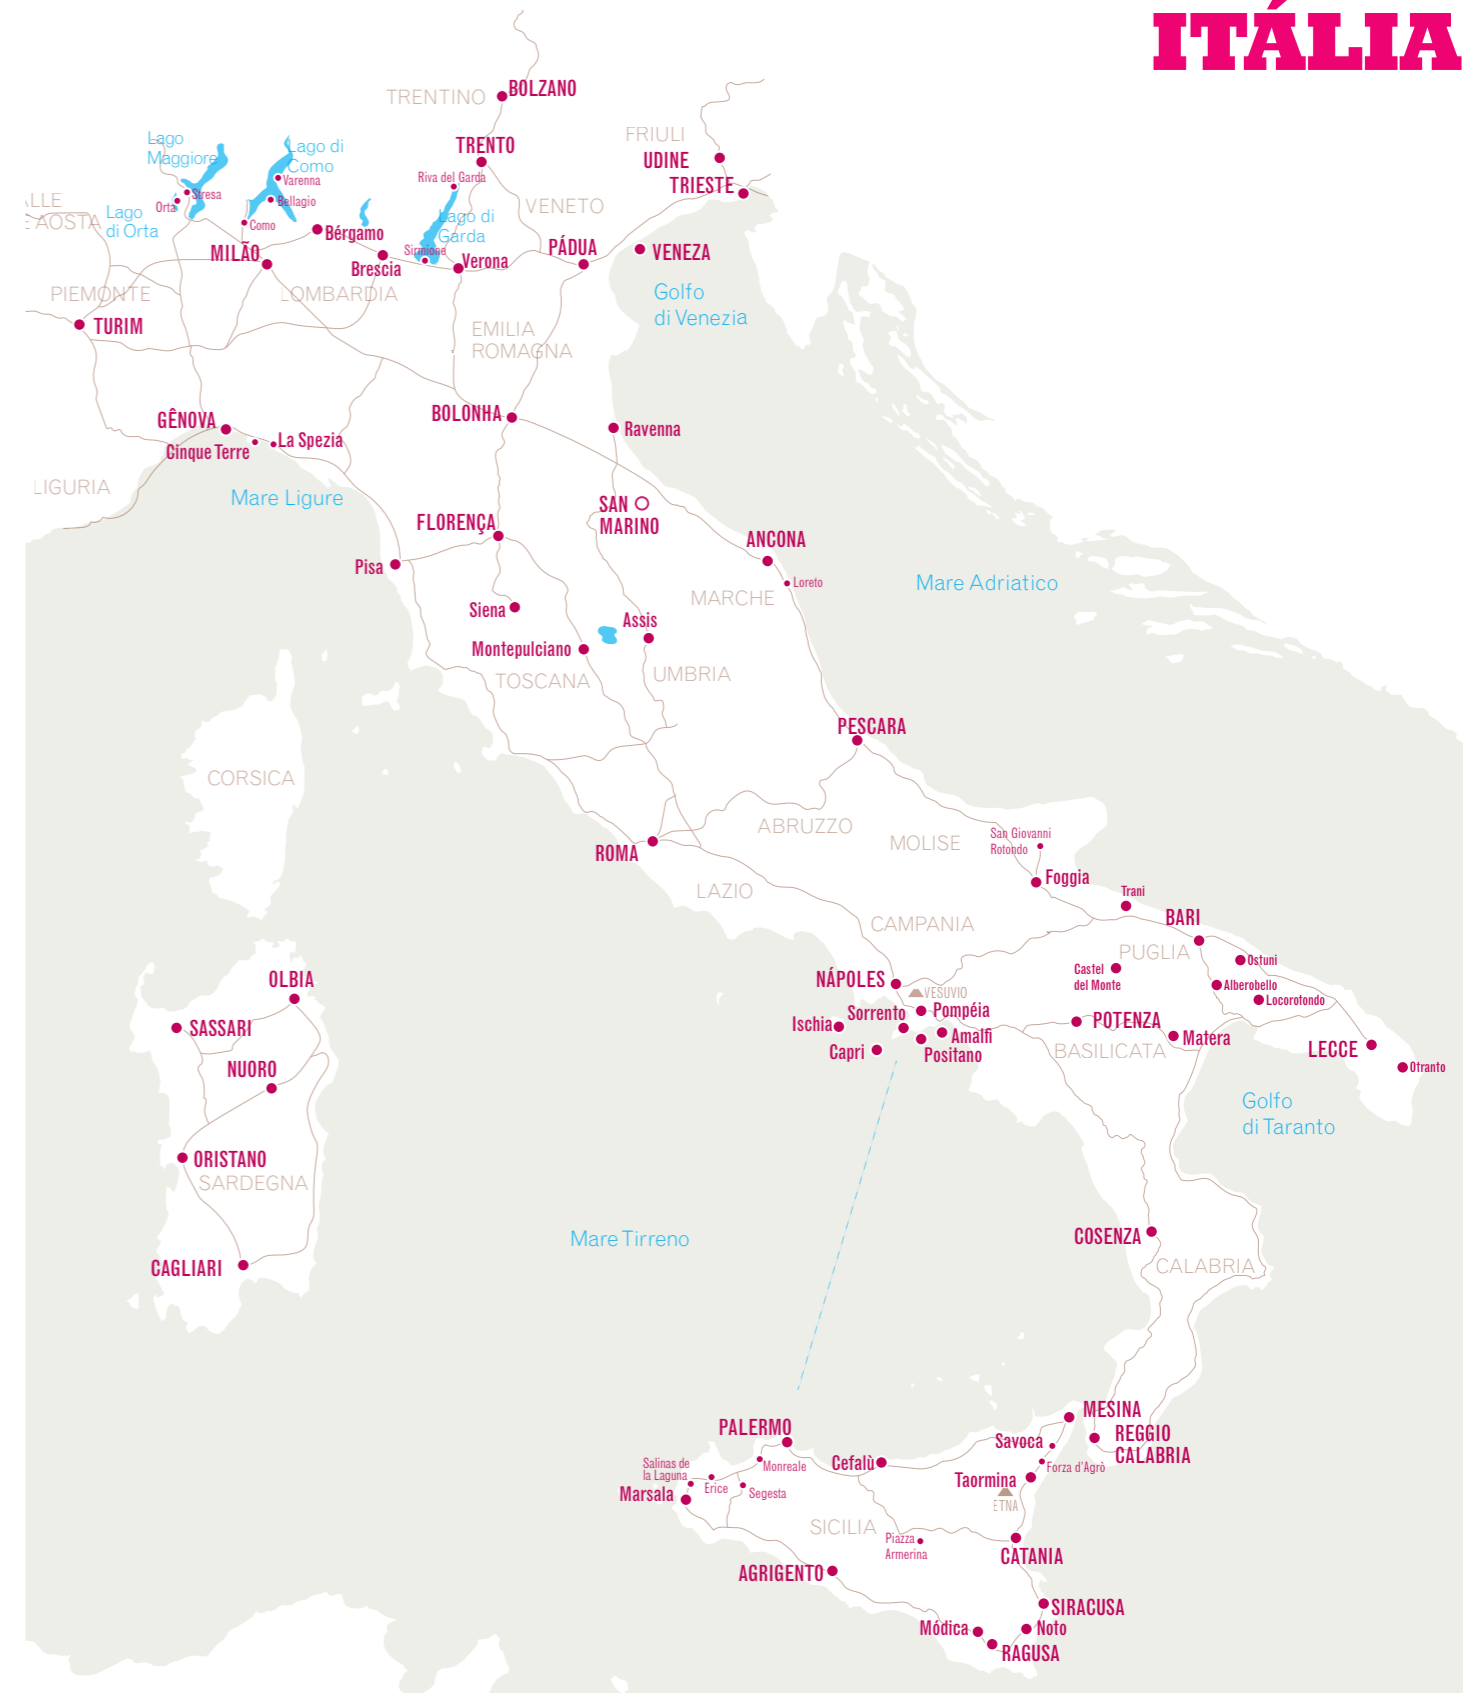 ITÁLIA
BOLZANO
TRENTINO
TRENTO
FRIULI
UDINE
TRIESTE
Lago
Maggiore
Lago di
Como
Varenna
Stresa
Bellagio
Orta
Lago
di Orta
Como
Riva del Garda
Lago di
Garda
Sirmione
VENETO
ALLE
E AOSTA
Bérgamo
MILÃO
Brescia
Verona
PÁDUA
VENEZA
Golfo
di Venezia
PIEMONTE
LOMBARDIA
TURIM
EMILIA
ROMAGNA
GÊNOVA
BOLONHA
Ravenna
La Spezia
Cinque Terre
LIGURIA
Mare Ligure
SAN
MARINO
FLORENÇA
ANCONA
Pisa
Loreto
Mare Adriatico
MARCHE
Siena
Assis
Montepulciano
UMBRIA
TOSCANA
PESCARA
CORSICA
ABRUZZO
MOLISE
San Giovanni
Rotondo
ROMA
Foggia
LAZIO
Trani
BARI
CAMPANIA
PUGLIA
Ostuni
Castel
del Monte
Alberobello
Locorotondo
OLBIA
NÁPOLES
VESUVIO
Pompéia
Sorrento
Ischia
Amalfi
Capri
Positano
POTENZA
Matera
BASILICATA
LECCE
Otranto
SASSARI
NUORO
Golfo
di Taranto
ORISTANO
SARDEGNA
Mare Tirreno
COSENZA
CALABRIA
CAGLIARI
MESINA
PALERMO
REGGIO
CALABRIA
Savoca
Cefalù
Monreale
Forza d'Agrò
Salinas de
la Laguna
Erice
Segesta
Marsala
Taormina
ETNA
SICILIA
Piazza
Armerina
CATANIA
AGRIGENTO
SIRACUSA
Módica
Noto
RAGUSA